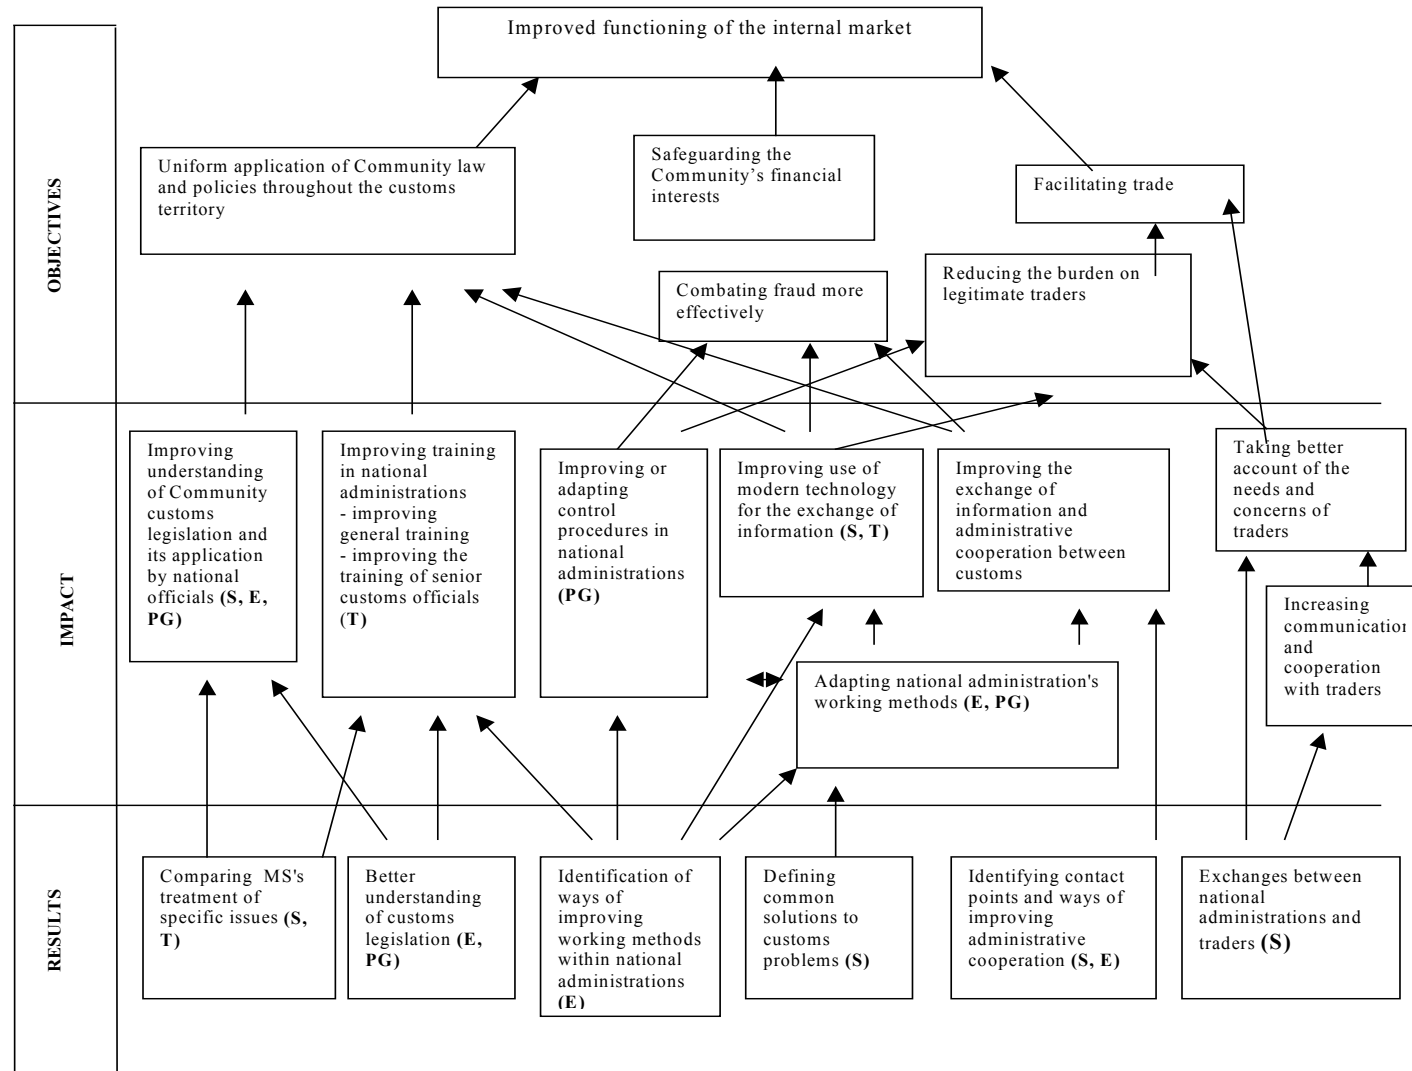 Improved functioning of the internal market
OBJECTIVES
Uniform application of Community law
and policies throughout the customs
territory
Safeguarding the
Community's financial
interests
Facilitating trade
Combating fraud more
effectively
Reducing the burden on
legitimate traders
IMPACT
Improving
understanding
of Community
customs
legislation and
its application
by national
officials (S, E,
PG)
Improving training
in national
administrations
- improving
general training
- improving the
training of senior
customs officials
(T)
Improving or
adapting
control
procedures in
national
administrations
(PG)
Improving use of
modern technology
for the exchange of
information (S, T)
Improving the
exchange of
information and
administrative
cooperation between
customs
Taking better
account of the
needs and
concerns of
traders
Increasing
communication
and
cooperation
with traders
Adapting national administration's
working methods (E, PG)
RESULTS
Comparing MS's
treatment of
specific issues (S,
T)
Better
understanding
of customs
legislation (E,
PG)
Identification of
ways of
improving
working methods
within national
administrations
(E)
Defining
common
solutions to
customs
problems (S)
Identifying contact
points and ways of
improving
administrative
cooperation (S, E)
Exchanges between
national
administrations and
traders (S)